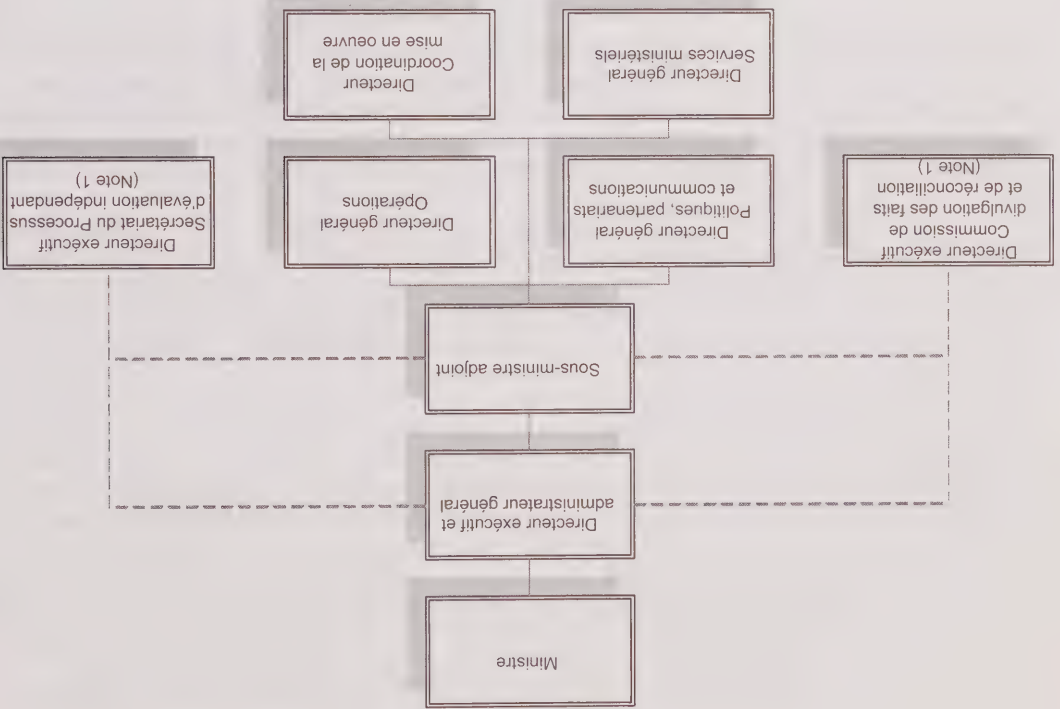 Ministre
Directeur exécutif et
administrateur général
Sous-ministre adjoint
Directeur exécutif
Secrétariat du Processus
d'évaluation indépendant
(Note 1)
Directeur général
Opérations
Directeur général
Politiques, partenariats
et communications
Directeur exécutif
Commission de
divulgation des faits
et de réconciliation
(Note 1)
Directeur
Coordination de la
mise en oeuvre
Directeur général
Services ministériels